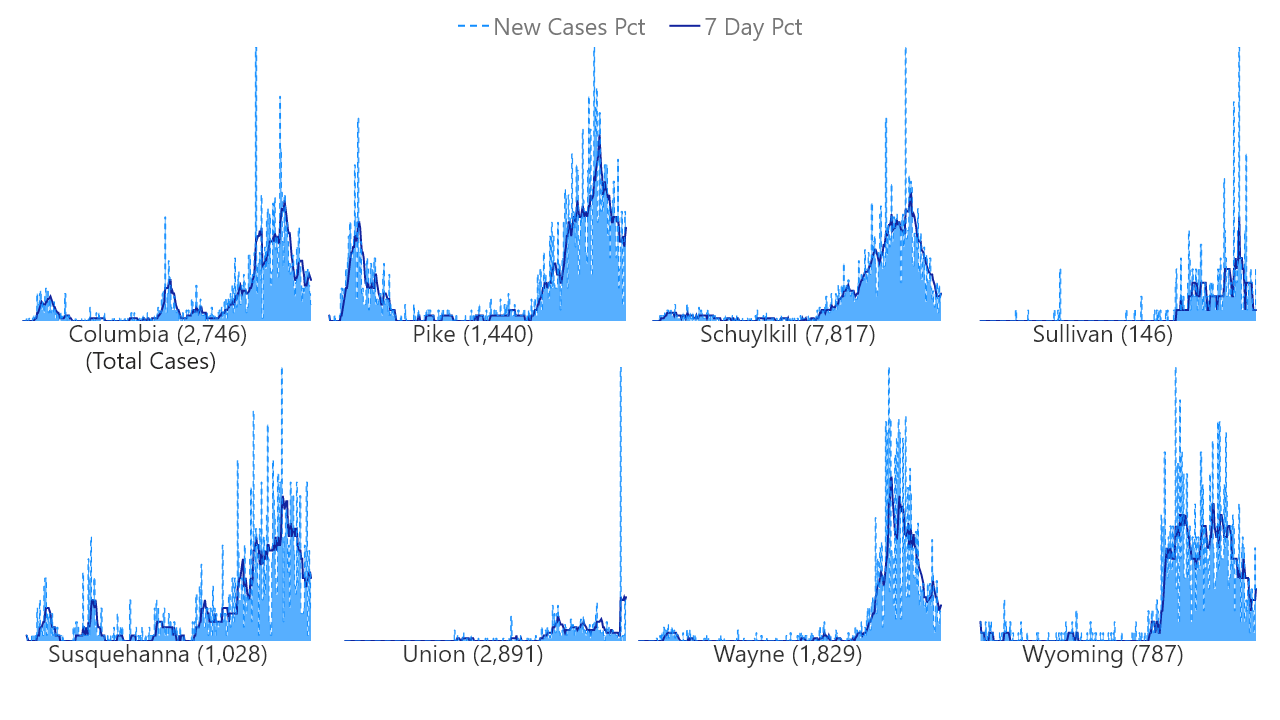 New Cases Pct 7 Day Pct
Columbia (2,746) Pike (1,440) Schuylkill (7,817) Sullivan (146)
(Total Cases)
Susquehanna (1,028) Union (2,891) Wayne (1,829) Wyoming (787)